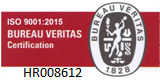 ISO 9001:2015
BUREAU VERITAS
Certification
BUREAU VERITAS
1828
HR008612